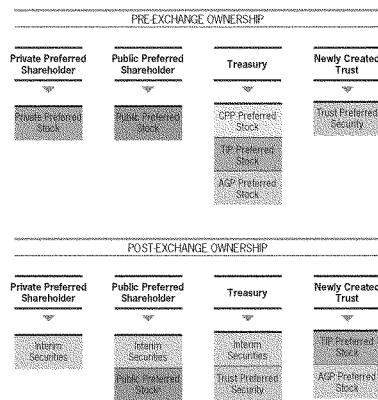 PRE-EXCHANGE OWNERSHIP
Private Preferred Shareholder
Public Preferred Shareholder
Treasury
Newly Created Trust
Private Preferred Stock
Public Preferred Stock
CPP Preferred Stock
TIP Preferred Stock
AGP Preferred Stock
Trust Preferred Security
POST-EXCHANGE OWNERSHIP
Private Preferred Shareholder
Public Preferred Shareholder
Treasury
Newly Created Trust
Interim Securities
Interim Securities
Public Preferred Stock
Interim Securities
Trust Preferred Security
TIP Preferred Stock
AGP Preferred Stock